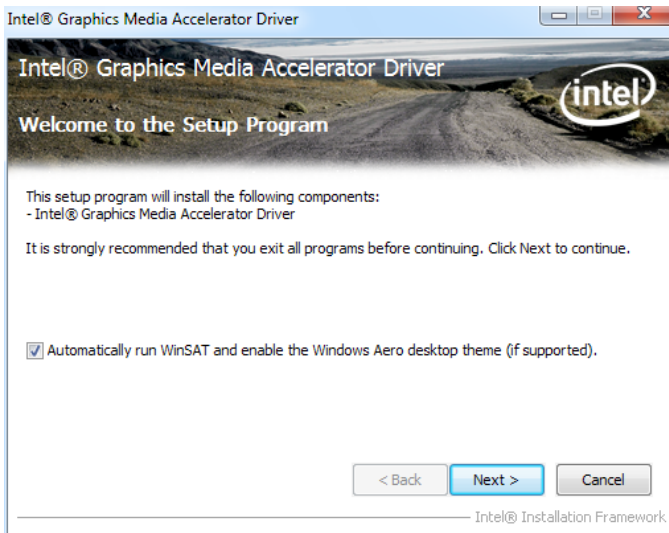 Intel® Graphics Media Accelerator Driver
Intel® Graphics Media Accelerator Driver
intel
Welcome to the Setup Program
This setup program will install the following components:
- Intel® Graphics Media Accelerator Driver
It is strongly recommended that you exit all programs before continuing. Click Next to continue.
Automatically run WinSAT and enable the Windows Aero desktop theme (if supported).
< Back Next > Cancel
Intel® Installation Framework